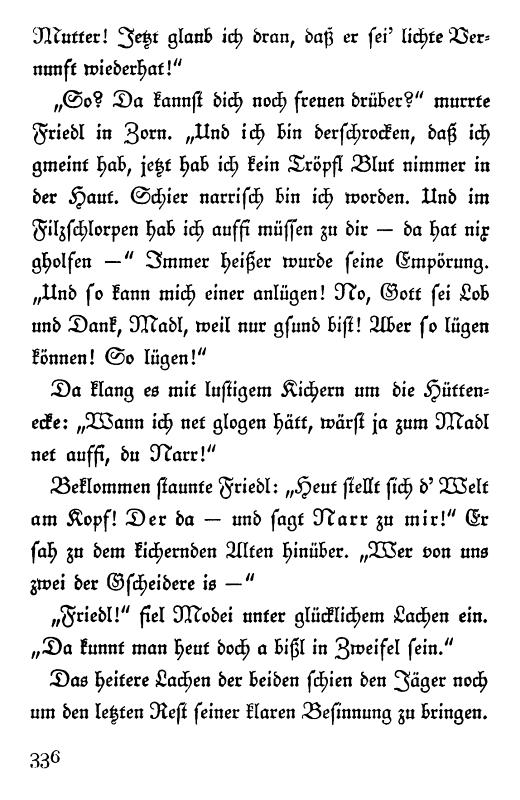 Mutter! Jetzt glaub ich dran, daß er sei' lichte Ver-
nunft wiederhat!"
„So? Da kannst dich noch freuen drüber?" murrte
Friedl in Zorn. „Und ich bin derschrocken, daß ich
gmeint hab, jetzt hab ich kein Tröpfl Blut nimmer in
der Haut. Schier narrisch bin ich worden. Und im
Filzschlorpen hab ich auffi müssen zu dir — da hat nix
gholfen —" Immer heißer wurde seine Empörung.
„Und so kann mich einer anlügen! No, Gott sei Lob
und Dank, Madl, weil nur gsund bist! Aber so lügen
können! So lügen!"
Da klang es mit lustigem Kichern um die Hütten-
ecke: „Wann ich net glogen hätt, wärst ja zum Madl
net auffi, du Narr!"
Beklommen staunte Friedl: „Heut stellt sich d' Welt
am Kopf! Der da — und sagt Narr zu mir!" Er
sah zu dem kichernden Alten hinüber. „Wer von uns
zwei der Gscheidere is —"
„Friedl!" fiel Modei unter glücklichem Lachen ein.
„Da kunnt man heut doch a bißl in Zweifel sein."
Das heitere Lachen der beiden schien den Jäger noch
um den letzten Rest seiner klaren Besinnung zu bringen.
336